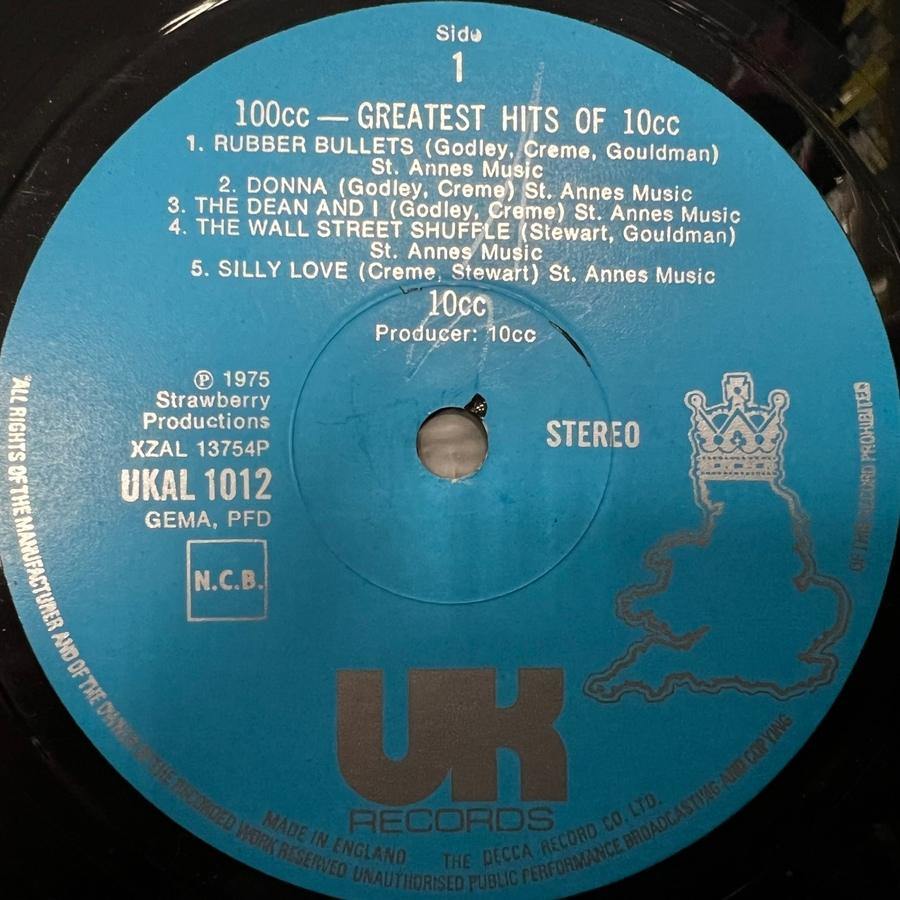 Side
1
100cc — GREATEST HITS OF 10cc
1. RUBBER BULLETS (Godley, Creme, Gouldman)
St. Annes Music
2. DONNA (Godley, Creme) St. Annes Music
3. THE DEAN AND I (Godley, Creme) St. Annes Music
4. THE WALL STREET SHUFFLE (Stewart, Gouldman)
St. Annes Music
5. SILLY LOVE (Creme, Stewart) St. Annes Music
10cc
Producer: 10cc
℗ 1975
Strawberry
Productions
XZAL 13754P
UKAL 1012
GEMA, PFD
N.C.B.
STEREO
UK
RECORDS
MADE IN ENGLAND THE DECCA RECORD CO. LTD.
ALL RIGHTS OF THE MANUFACTURER AND OF THE OWNER OF THE RECORDED WORK RESERVED UNAUTHORISED PUBLIC PERFORMANCE BROADCASTING AND COPYING OF THIS RECORD PROHIBITED